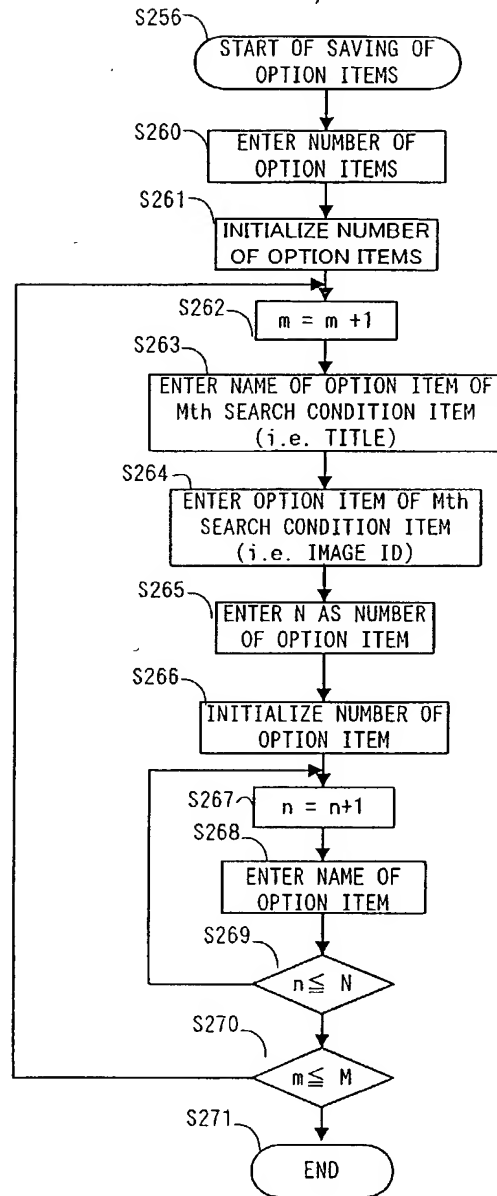 S256
START OF SAVING OF
OPTION ITEMS
S260
ENTER NUMBER OF
OPTION ITEMS
S261
INITIALIZE NUMBER
OF OPTION ITEMS
S262
m = m +1
S263
ENTER NAME OF OPTION ITEM OF
Mth SEARCH CONDITION ITEM
(i.e. TITLE)
S264
ENTER OPTION ITEM OF Mth
SEARCH CONDITION ITEM
(i.e. IMAGE ID)
S265
ENTER N AS NUMBER
OF OPTION ITEM
S266
INITIALIZE NUMBER OF
OPTION ITEM
S267
n = n+1
S268
ENTER NAME OF
OPTION ITEM
S269
n ≦ N
S270
m ≦ M
S271
END